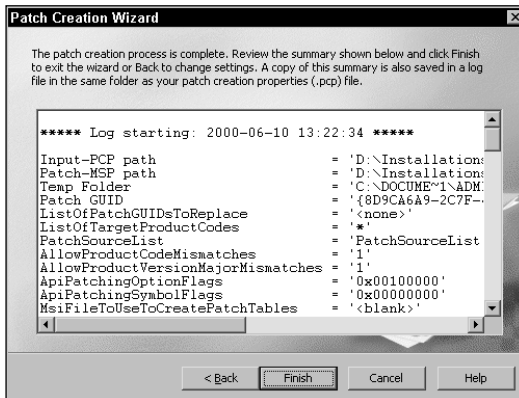 Patch Creation Wizard
The patch creation process is complete. Review the summary shown below and click Finish
to exit the wizard or Back to change settings. A copy of this summary is also saved in a log
file in the same folder as your patch creation properties (.pcp) file.
***** Log starting: 2000-06-10 13:22:34 *****
Input-PCP path = 'D:\Installations
Patch-MSP path = 'D:\Installations
Temp Folder = 'C:\DOCUME~1\ADM
Patch GUID = '{8D9CA6A9-2C7F-
ListOfPatchGUIDsToReplace = '<none>'
ListOfTargetProductCodes = '*'
PatchSourceList = 'PatchSourceList
AllowProductCodeMismatches = '1'
AllowProductVersionMajorMismatches = '1'
ApiPatchingOptionFlags = '0x00100000'
ApiPatchingSymbolFlags = '0x00000000'
MsiFileToUseToCreatePatchTables = '<blank>'
< Back Finish Cancel Help